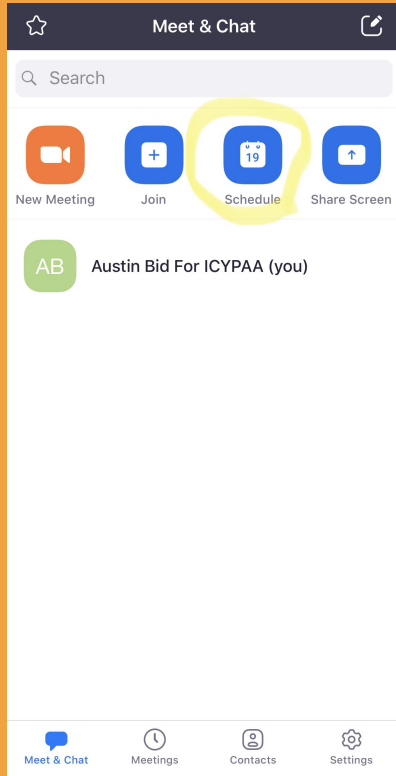 Meet & Chat
Search
19
New Meeting Join Schedule Share Screen
AB Austin Bid For ICYPAA (you)
Meet & Chat Meetings Contacts Settings